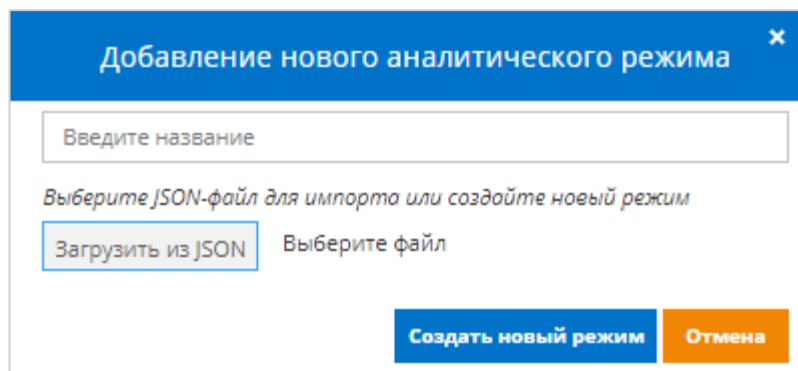 Добавление нового аналитического режима
×
Введите название
Выберите JSON-файл для импорта или создайте новый режим
Загрузить из JSON Выберите файл
Создать новый режим Отмена